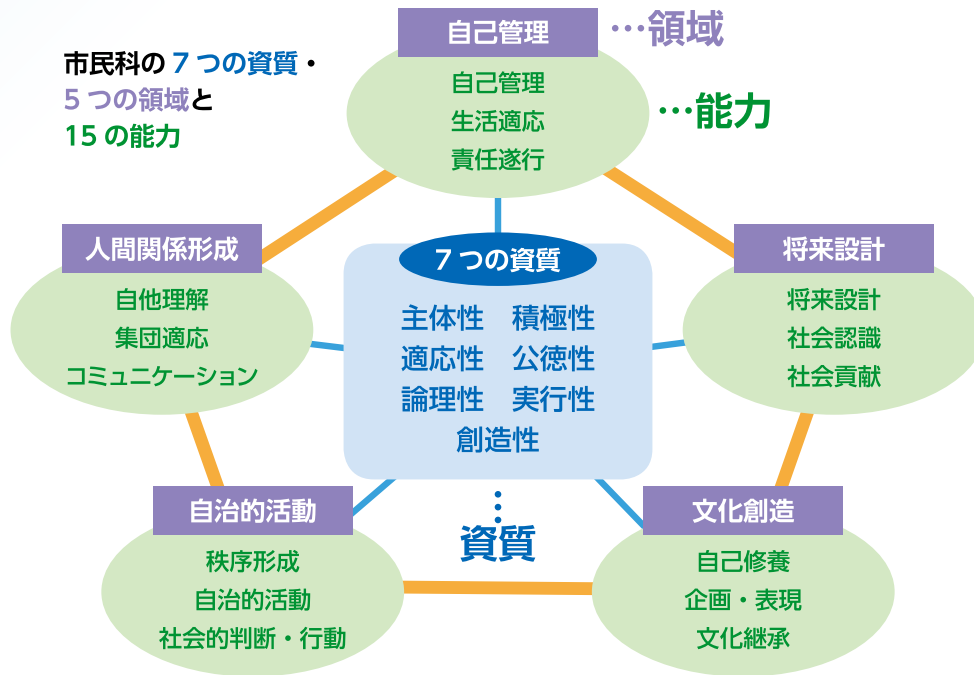 市民科の7つの資質・
5つの領域と
15の能力
自己管理
…領域
自己管理
生活適応
責任遂行
…能力
人間関係形成
自他理解
集団適応
コミュニケーション
7つの資質
主体性 積極性
適応性 公徳性
論理性 実行性
創造性
…資質
将来設計
将来設計
社会認識
社会貢献
自治的活動
秩序形成
自治的活動
社会的判断・行動
文化創造
自己修養
企画・表現
文化継承